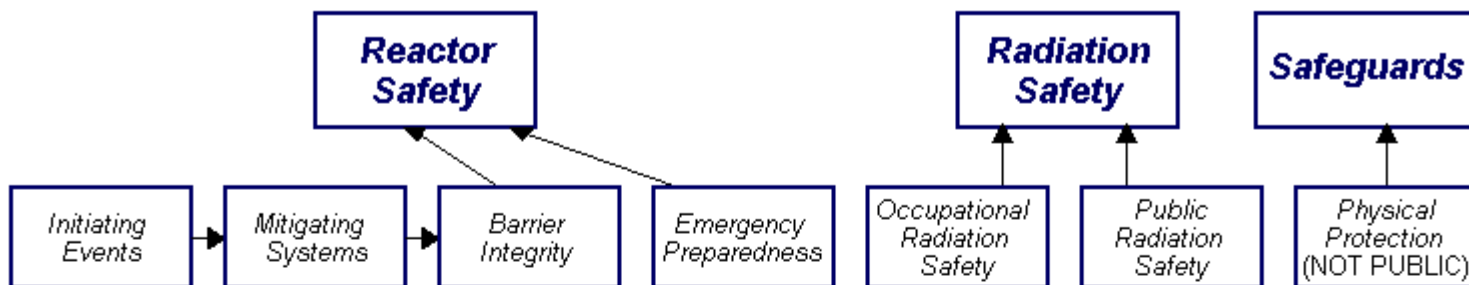 Reactor
Safety
Radiation
Safety
Safeguards
Initiating
Events
Mitigating
Systems
Barrier
Integrity
Emergency
Preparedness
Occupational
Radiation
Safety
Public
Radiation
Safety
Physical
Protection
(NOT PUBLIC)